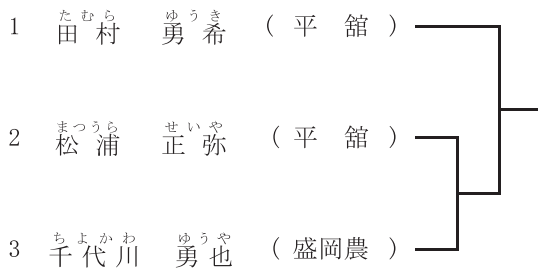 たむら ゆうき
1 田村 勇希 (平舘)
まつうら せいや
2 松浦 正弥 (平舘)
ちよかわ ゆうや
3 千代川 勇也 (盛岡農)